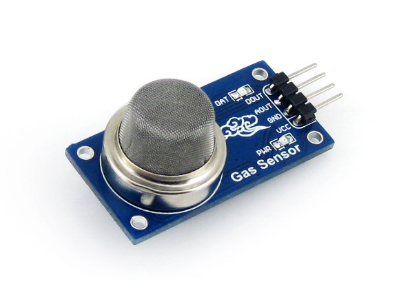 DAT
DOUT
AOUT
GND
VCC
PWR
Gas Sensor